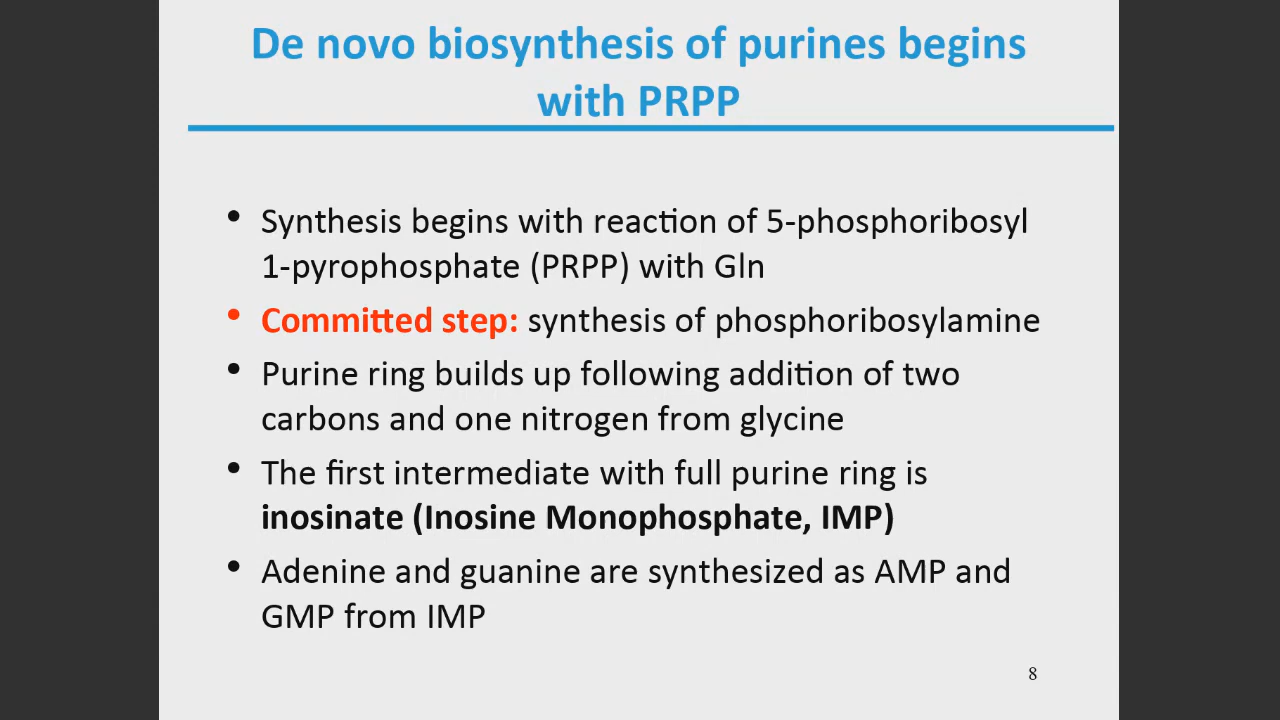 De novo biosynthesis of purines begins
with PRPP
• Synthesis begins with reaction of 5-phosphoribosyl
1-pyrophosphate (PRPP) with Gln
• Committed step: synthesis of phosphoribosylamine
• Purine ring builds up following addition of two
carbons and one nitrogen from glycine
• The first intermediate with full purine ring is
inosinate (Inosine Monophosphate, IMP)
• Adenine and guanine are synthesized as AMP and
GMP from IMP
8